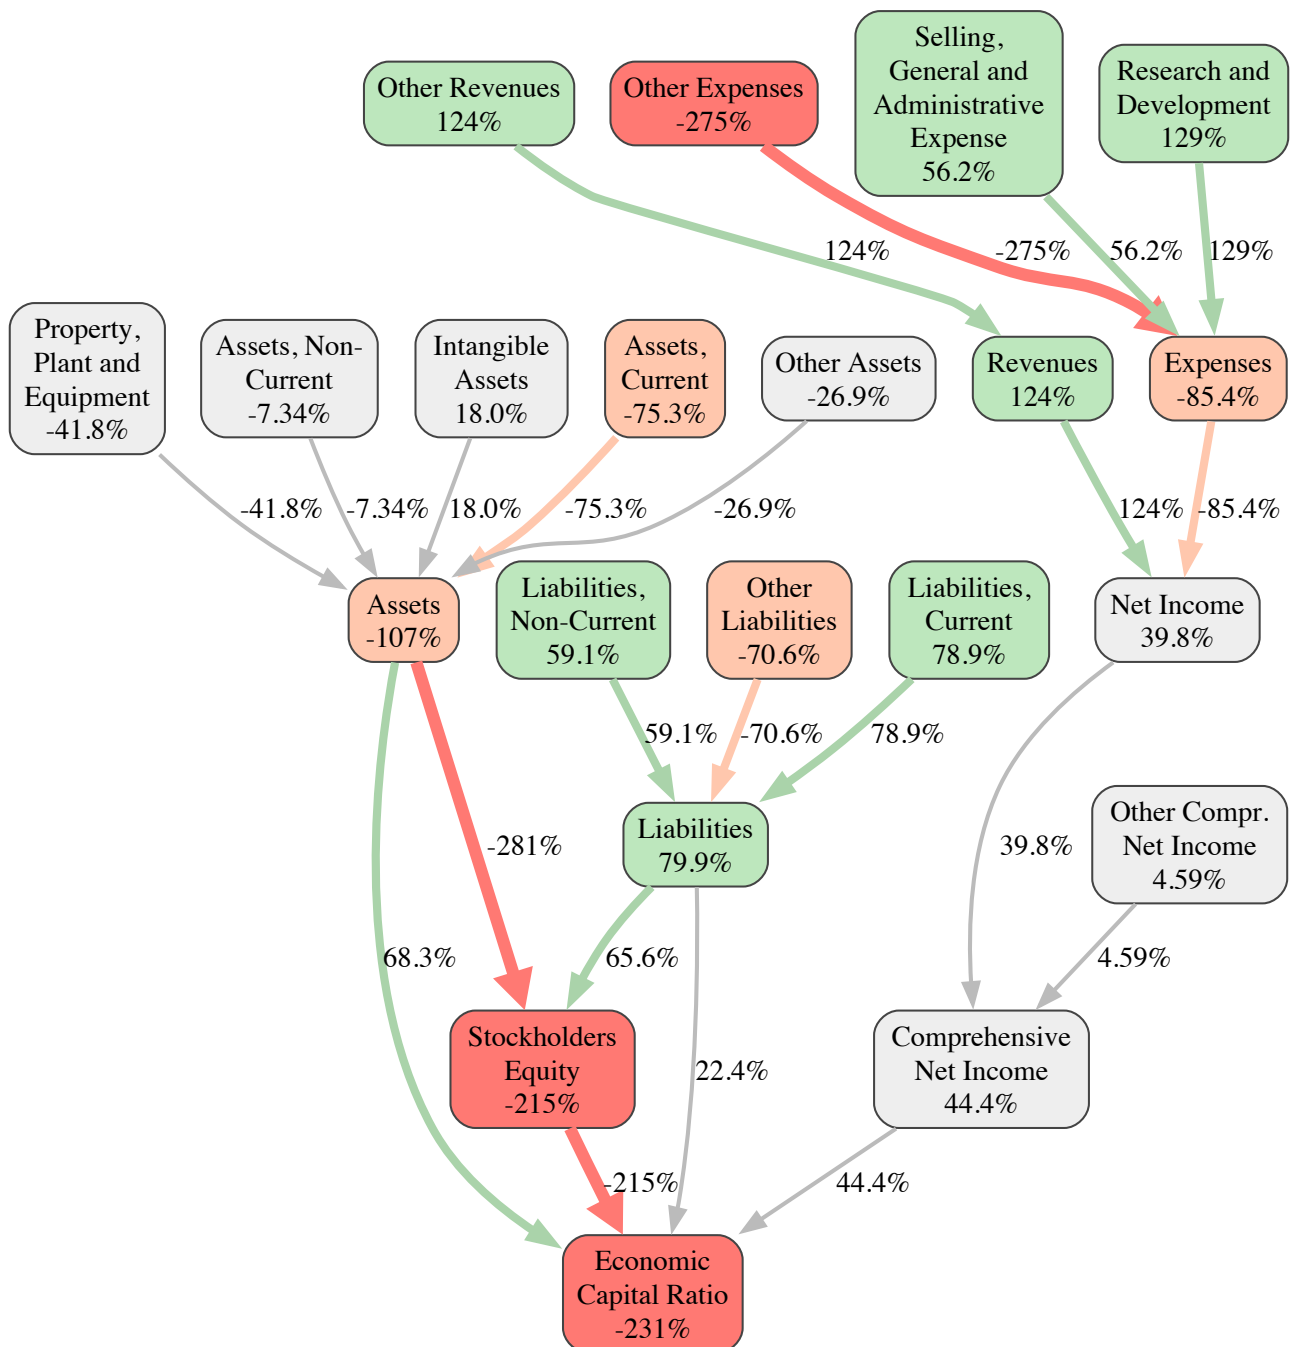 Selling,
General and
Administrative
Expense
56.2%
Other Revenues
124%
Other Expenses
-275%
Research and
Development
129%
124%
-275%
56.2%
129%
Property,
Plant and
Equipment
-41.8%
Assets, Non-
Current
-7.34%
Intangible
Assets
18.0%
Assets,
Current
-75.3%
Other Assets
-26.9%
Revenues
124%
Expenses
-85.4%
-41.8%
-7.34%
18.0%
-75.3%
-26.9%
124%
-85.4%
Assets
-107%
Liabilities,
Non-Current
59.1%
Other
Liabilities
-70.6%
Liabilities,
Current
78.9%
Net Income
39.8%
59.1%
-70.6%
78.9%
-281%
Liabilities
79.9%
39.8%
Other Compr.
Net Income
4.59%
68.3%
65.6%
4.59%
Stockholders
Equity
-215%
22.4%
Comprehensive
Net Income
44.4%
-215%
44.4%
Economic
Capital Ratio
-231%